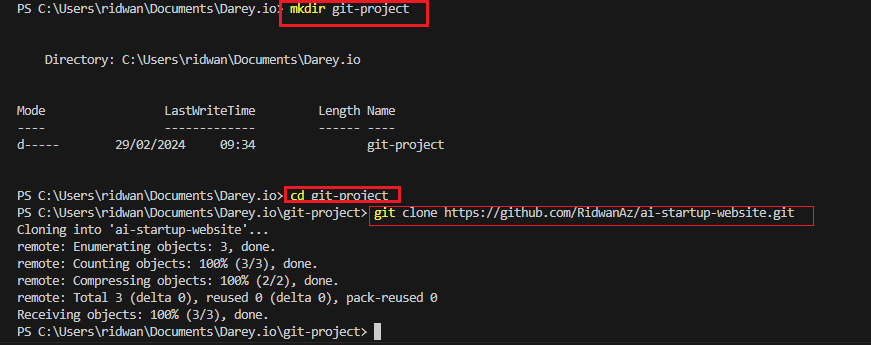 PS C:\Users\ridwan\Documents\Darey.io> mkdir git-project
Directory: C:\Users\ridwan\Documents\Darey.io
Mode LastWriteTime Length Name
---- ------------- ------ ----
d----- 29/02/2024 09:34 git-project
PS C:\Users\ridwan\Documents\Darey.io> cd git-project
PS C:\Users\ridwan\Documents\Darey.io\git-project> git clone https://github.com/RidwanAz/ai-startup-website.git
Cloning into 'ai-startup-website'...
remote: Enumerating objects: 3, done.
remote: Counting objects: 100% (3/3), done.
remote: Compressing objects: 100% (2/2), done.
remote: Total 3 (delta 0), reused 0 (delta 0), pack-reused 0
Receiving objects: 100% (3/3), done.
PS C:\Users\ridwan\Documents\Darey.io\git-project>